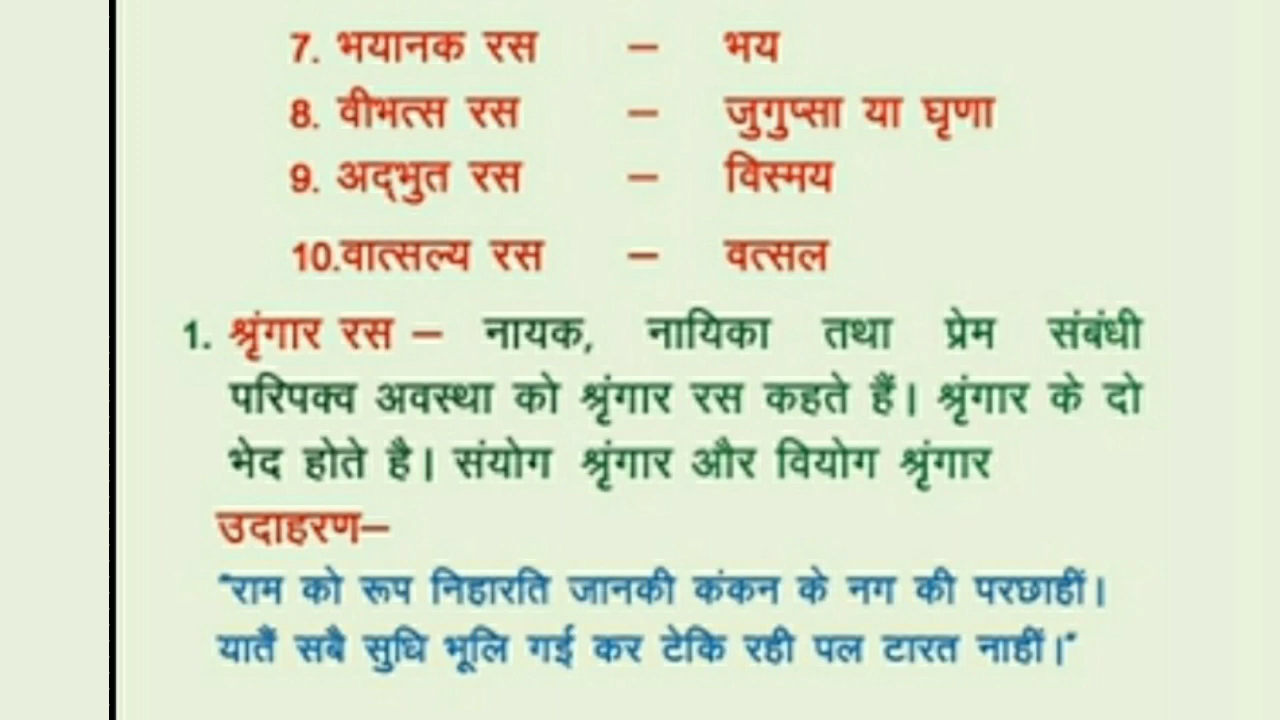 7. भयानक रस – भय
8. वीभत्स रस – जुगुप्सा या घृणा
9. अद्भुत रस – विस्मय
10.वात्सल्य रस – वत्सल
1. श्रृंगार रस – नायक, नायिका तथा प्रेम संबंधी
परिपक्व अवस्था को श्रृंगार रस कहते हैं। श्रृंगार के दो
भेद होते है। संयोग श्रृंगार और वियोग श्रृंगार
उदाहरण–
"राम को रूप निहारति जानकी कंकन के नग की परछाहीं।
यातैं सबै सुधि भूलि गई कर टेकि रही पल टारत नाहीं।"